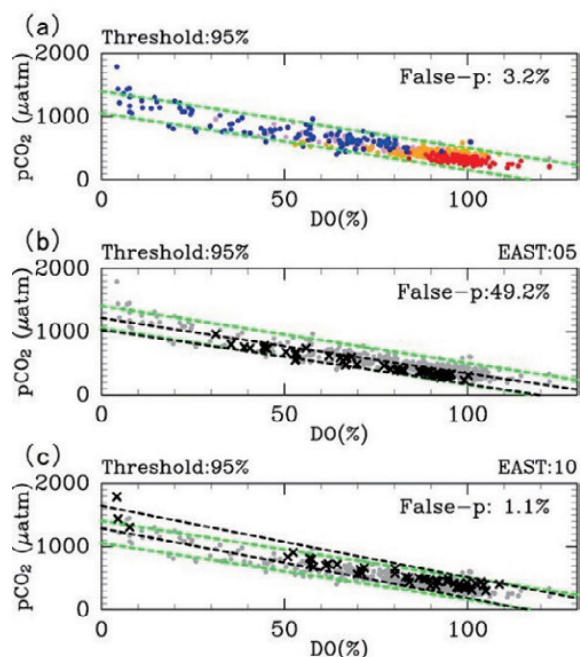 (a)
Threshold:95%
False-p: 3.2%
pCO₂ (µatm)
2000
1000
0
0 50 100
DO(%)
(b)
Threshold:95% EAST:05
False-p:49.2%
pCO₂ (µatm)
2000
1000
0
0 50 100
DO(%)
(c)
Threshold:95% EAST:10
False-p: 1.1%
pCO₂ (µatm)
2000
1000
0
0 50 100
DO(%)